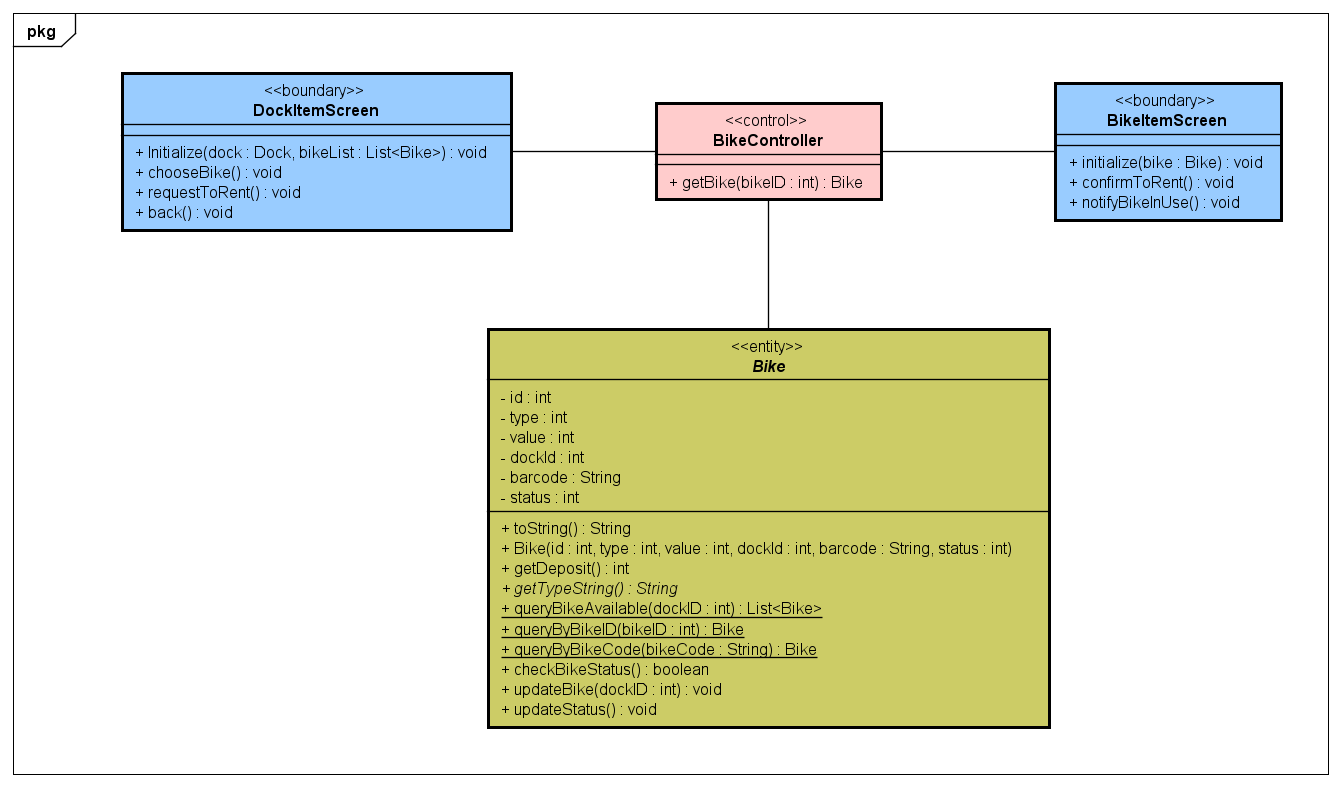 pkg
<<boundary>>
DockItemScreen
+ Initialize(dock : Dock, bikeList : List<Bike>) : void
+ chooseBike() : void
+ requestToRent() : void
+ back() : void
<<control>>
BikeController
+ getBike(bikeID : int) : Bike
<<boundary>>
BikeItemScreen
+ initialize(bike : Bike) : void
+ confirmToRent() : void
+ notifyBikeInUse() : void
<<entity>>
Bike
- id : int
- type : int
- value : int
- dockId : int
- barcode : String
- status : int
+ toString() : String
+ Bike(id : int, type : int, value : int, dockId : int, barcode : String, status : int)
+ getDeposit() : int
+ getTypeString() : String
+ queryBikeAvailable(dockID : int) : List<Bike>
+ queryByBikeID(bikeID : int) : Bike
+ queryByBikeCode(bikeCode : String) : Bike
+ checkBikeStatus() : boolean
+ updateBike(dockID : int) : void
+ updateStatus() : void